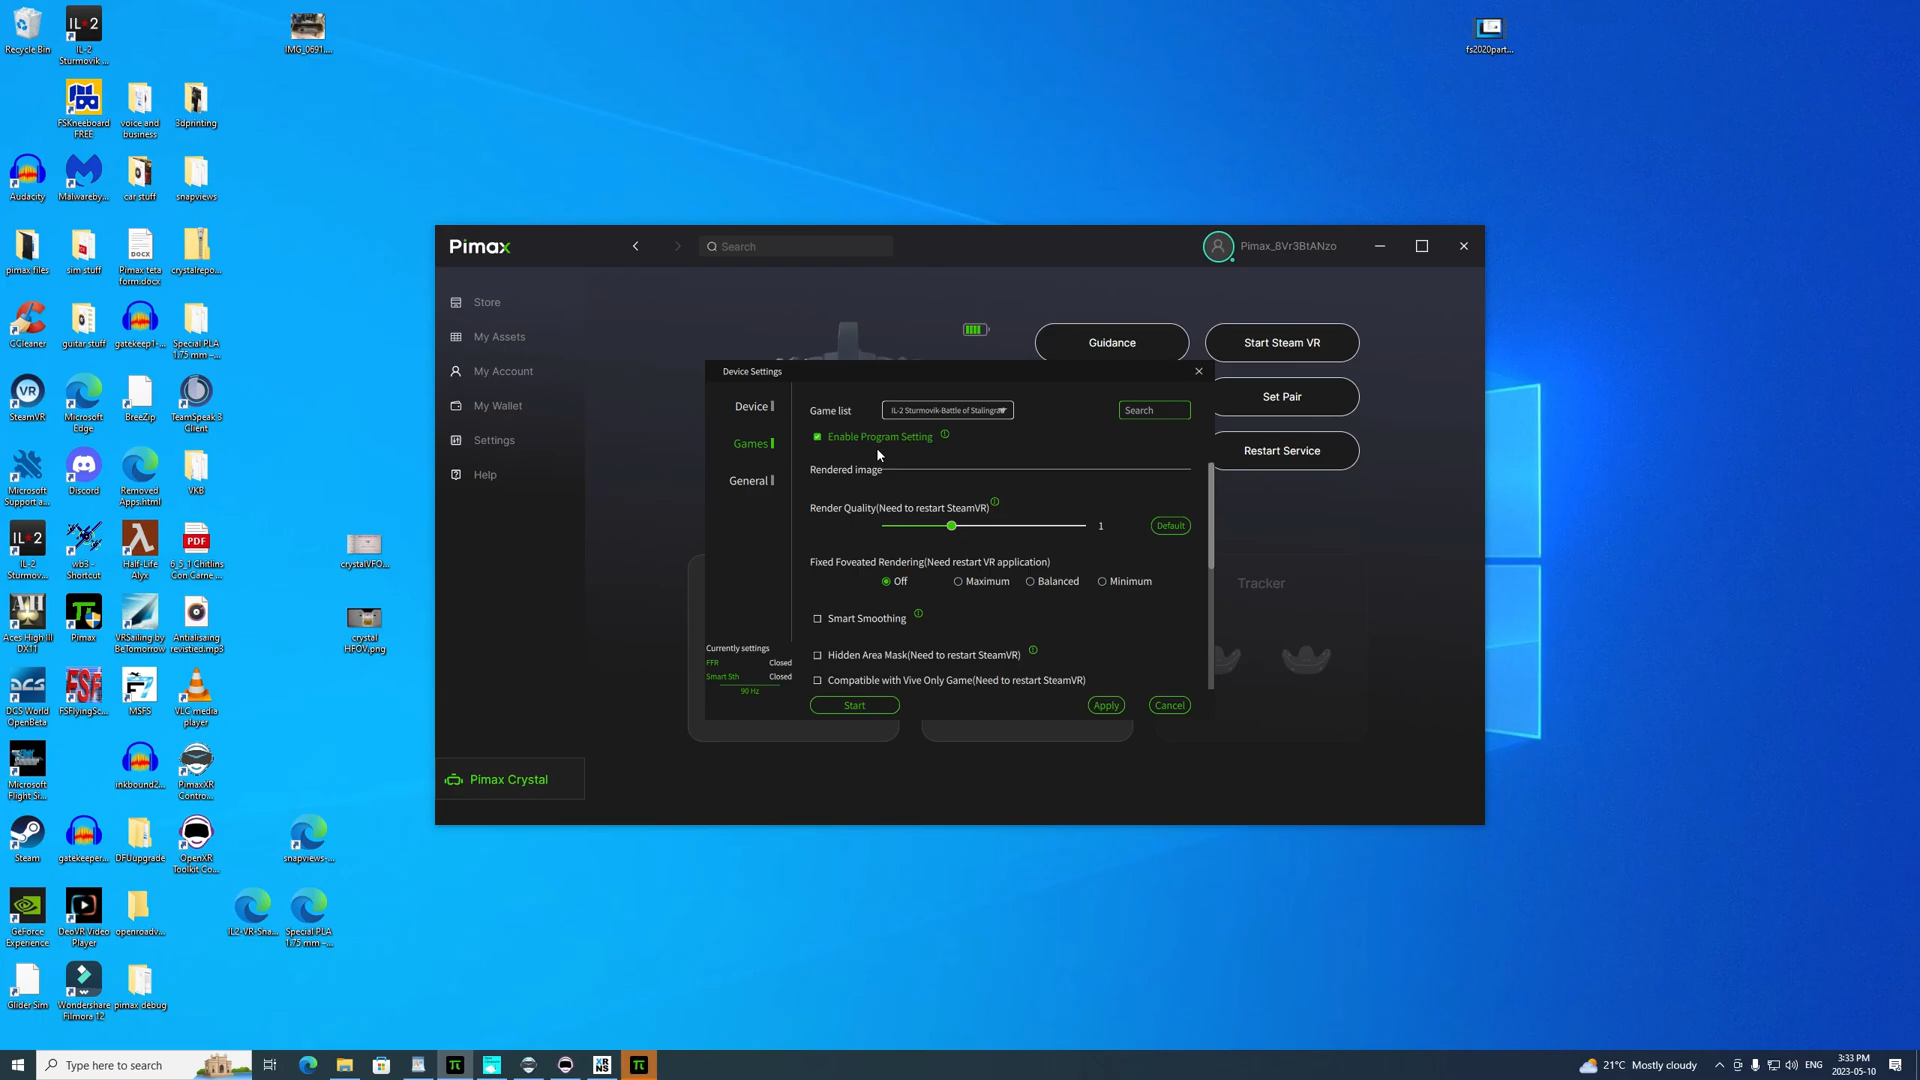 Recycle Bin
IL-2
Sturmovik ...
IMG_0691....
fs2020part...
FSKneeboard
FREE
voice and
business
3dprinting
Audacity
Malwareby...
car stuff
snapviews
pimax files
sim stuff
Pimax teta
form.docx
crystalrepo...
CCleaner
guitar stuff
gatekeep1-...
Special PLA
1.75 mm -...
SteamVR
Microsoft
Edge
BreeZip
TeamSpeak 3
Client
Microsoft
Support a...
Discord
Removed
Apps.html
VKB
IL-2
Sturmov...
wb3 -
Shortcut
Half-Life
Alyx
6_5_1 Chitlins
Con Carne ...
crystalVFO...
Aces High III
DX11
Pimax
VRSailing by
BeTomorrow
Antialisaing
revistied.mp3
crystal
HFOV.png
DCS World
OpenBeta
FSFlyingSc...
MSFS
VLC media
player
Microsoft
Flight Si...
inkbound2...
PimaxXR
Contro...
Steam
gatekeeper...
DFUupgrade
OpenXR
Toolkit Co...
snapviews-...
GeForce
Experience
DeoVR Video
Player
openroadv...
IL2-VR-Sna...
Special PLA
1.75 mm -...
Glider Sim
Wondershare
Filmora 12
pimax debug
Pimax
Search
Pimax_8Vr3BtANzo
Store
My Assets
My Account
My Wallet
Settings
Help
Pimax Crystal
Guidance
Start Steam VR
Set Pair
Restart Service
Tracker
Device Settings
Device
Games
General
Game list
IL-2 Sturmovik-Battle of Stalingrad
Search
Enable Program Setting
Rendered image
Render Quality(Need to restart SteamVR)
1
Default
Fixed Foveated Rendering(Need restart VR application)
Off
Maximum
Balanced
Minimum
Smart Smoothing
Hidden Area Mask(Need to restart SteamVR)
Compatible with Vive Only Game(Need to restart SteamVR)
Currently settings
FFR Closed
Smart Sth Closed
90 Hz
Start
Apply
Cancel
Type here to search
21°C Mostly cloudy
ENG
3:33 PM
2023-05-10